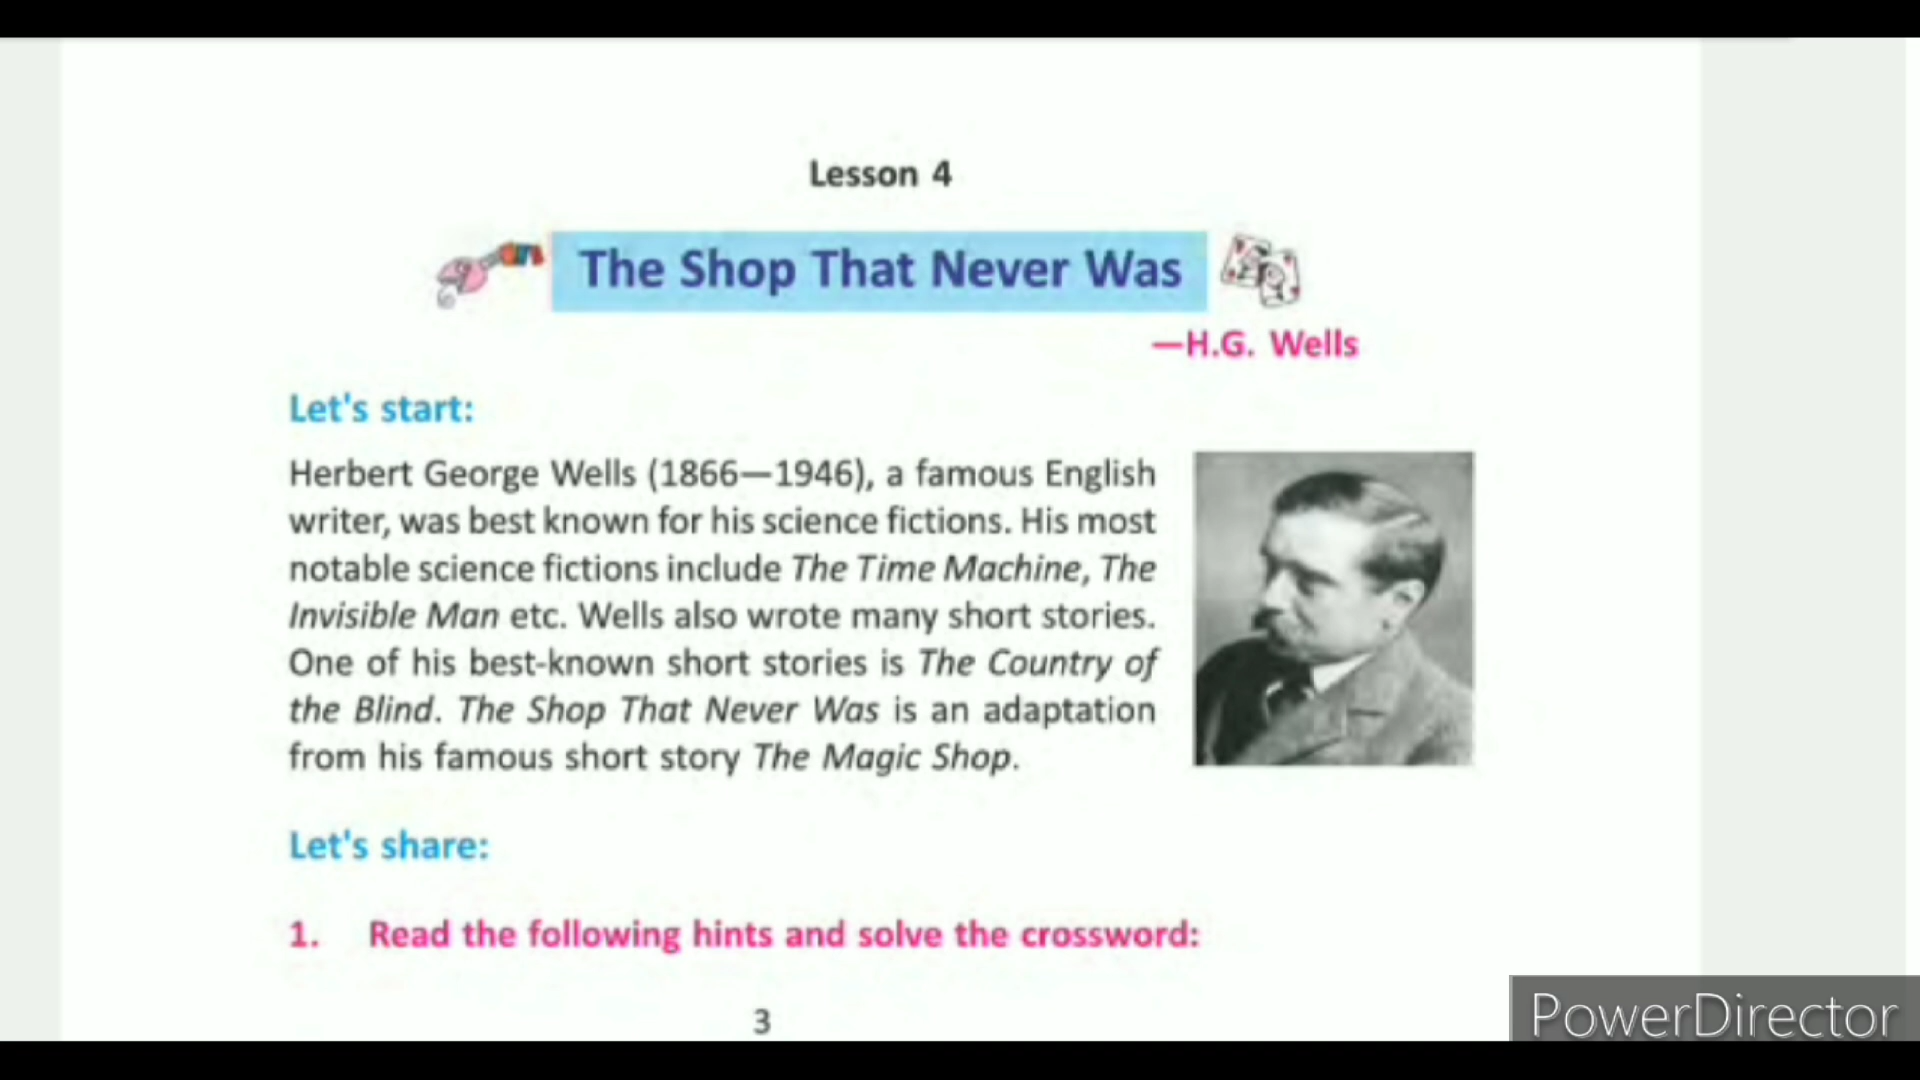 Lesson 4
The Shop That Never Was
—H.G. Wells
Let's start:
Herbert George Wells (1866—1946), a famous English
writer, was best known for his science fictions. His most
notable science fictions include The Time Machine, The
Invisible Man etc. Wells also wrote many short stories.
One of his best-known short stories is The Country of
the Blind. The Shop That Never Was is an adaptation
from his famous short story The Magic Shop.
Let's share:
1. Read the following hints and solve the crossword:
3
PowerDirector